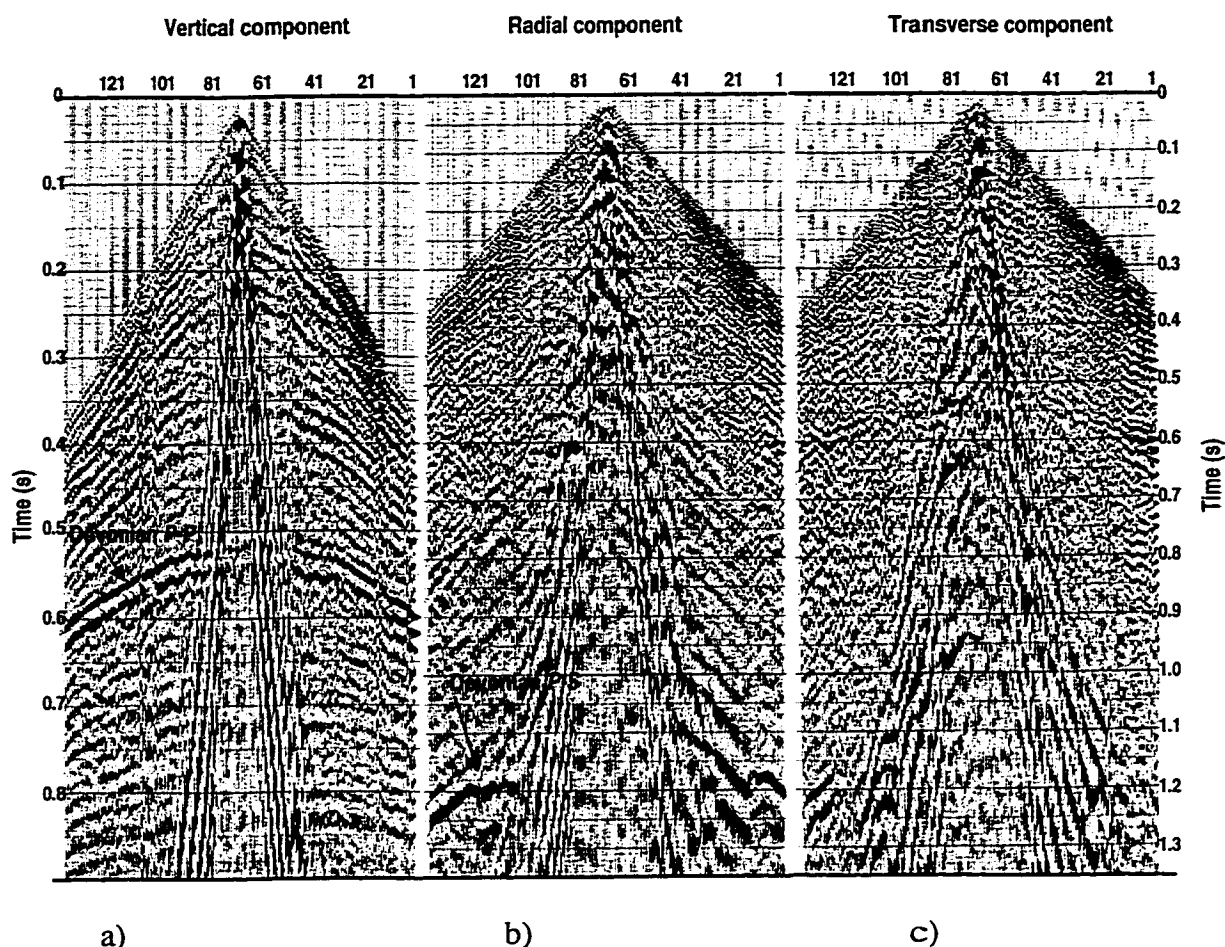 Vertical component
Radial component
Transverse component
0 121 101 81 61 41 21 1
121 101 81 61 41 21 1
121 101 81 61 41 21 1
0
0.1
0.2
0.3
0.4
0.5
0.6
0.7
0.8
Time (s)
Devonian P-P
Devonian P-S
0
0.1
0.2
0.3
0.4
0.5
0.6
0.7
0.8
0.9
1.0
1.1
1.2
1.3
Time (s)
a)
b)
c)